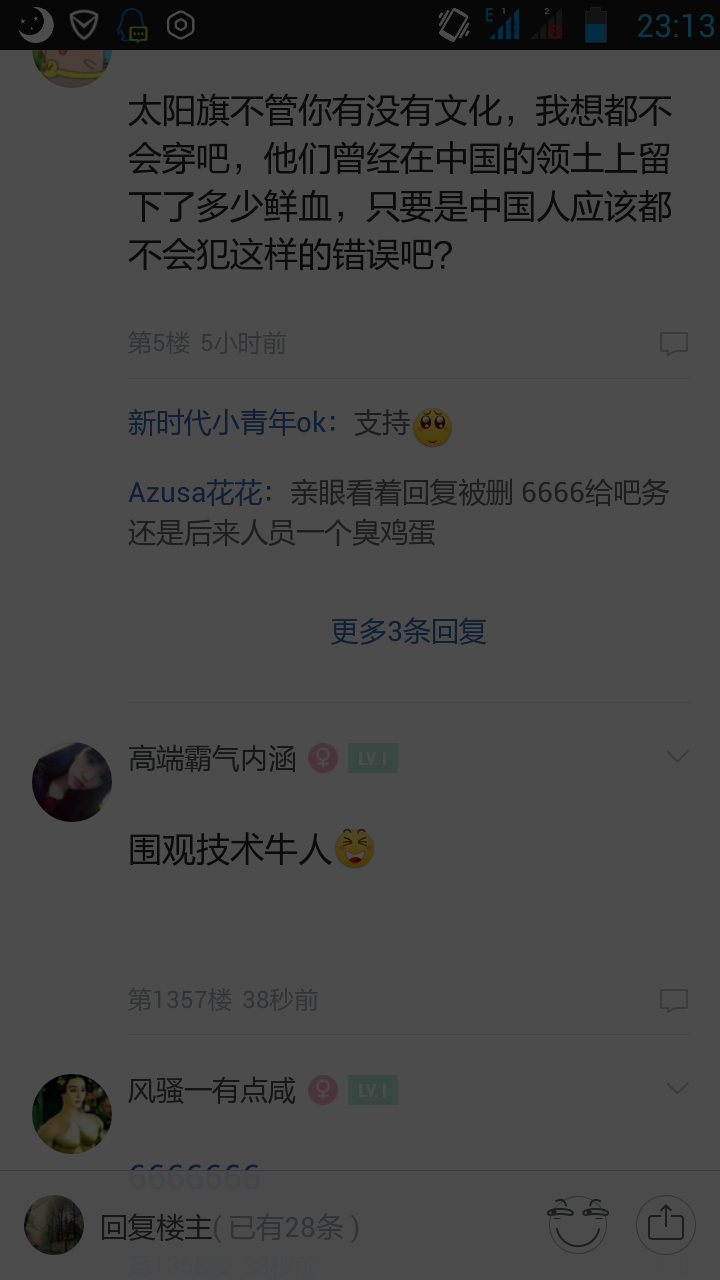 E 1 2 23:13
太阳旗不管你有没有文化，我想都不
会穿吧，他们曾经在中国的领土上留
下了多少鲜血，只要是中国人应该都
不会犯这样的错误吧？
第5楼 5小时前
新时代小青年ok：支持
Azusa花花：亲眼看着回复被删 6666给吧务
还是后来人员一个臭鸡蛋
更多3条回复
高端霸气内涵 LV.1
围观技术牛人
第1357楼 38秒前
风骚一有点咸 LV.1
6666666
回复楼主( 已有28条 )